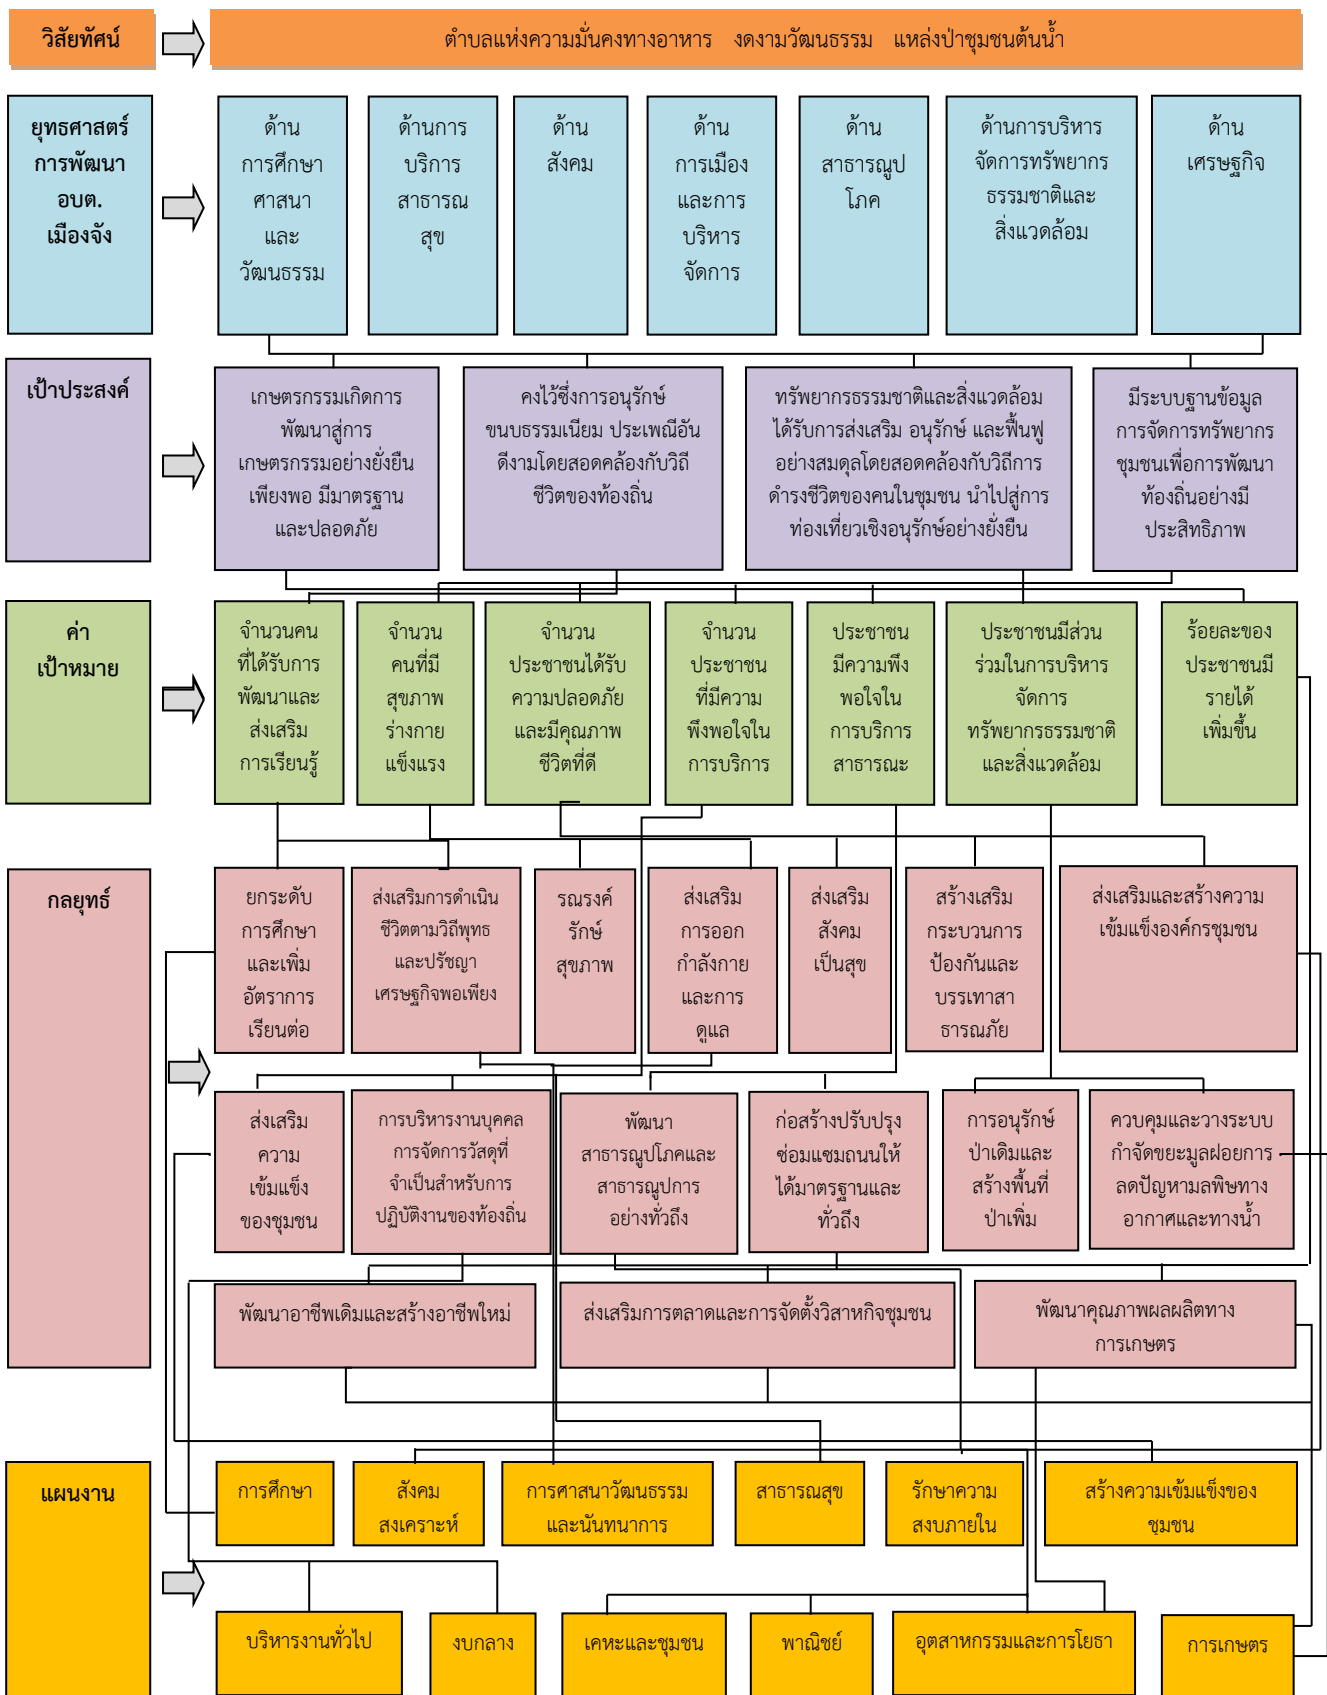 วิสัยทัศน์
ตำบลแห่งความมั่นคงทางอาหาร งดงามวัฒนธรรม แหล่งป่าชุมชนต้นน้ำ
ยุทธศาสตร์
การพัฒนา
อบต.
เมืองจัง
ด้าน
การศึกษา
ศาสนา
และ
วัฒนธรรม
ด้านการ
บริการ
สาธารณ
สุข
ด้าน
สังคม
ด้าน
การเมือง
และการ
บริหาร
จัดการ
ด้าน
สาธารณูป
โภค
ด้านการบริหาร
จัดการทรัพยากร
ธรรมชาติและ
สิ่งแวดล้อม
ด้าน
เศรษฐกิจ
เป้าประสงค์
เกษตรกรรมเกิดการ
พัฒนาสู่การ
เกษตรกรรมอย่างยั่งยืน
เพียงพอ มีมาตรฐาน
และปลอดภัย
คงไว้ซึ่งการอนุรักษ์
ขนบธรรมเนียม ประเพณีอัน
ดีงามโดยสอดคล้องกับวิถี
ชีวิตของท้องถิ่น
ทรัพยากรธรรมชาติและสิ่งแวดล้อม
ได้รับการส่งเสริม อนุรักษ์ และฟื้นฟู
อย่างสมดุลโดยสอดคล้องกับวิถีการ
ดำรงชีวิตของคนในชุมชน นำไปสู่การ
ท่องเที่ยวเชิงอนุรักษ์อย่างยั่งยืน
มีระบบฐานข้อมูล
การจัดการทรัพยากร
ชุมชนเพื่อการพัฒนา
ท้องถิ่นอย่างมี
ประสิทธิภาพ
ค่า
เป้าหมาย
จำนวนคน
ที่ได้รับการ
พัฒนาและ
ส่งเสริม
การเรียนรู้
จำนวน
คนที่มี
สุขภาพ
ร่างกาย
แข็งแรง
จำนวน
ประชาชนได้รับ
ความปลอดภัย
และมีคุณภาพ
ชีวิตที่ดี
จำนวน
ประชาชน
ที่มีความ
พึงพอใจใน
การบริการ
ประชาชน
มีความพึง
พอใจใน
การบริการ
สาธารณะ
ประชาชนมีส่วน
ร่วมในการบริหาร
จัดการ
ทรัพยากรธรรมชาติ
และสิ่งแวดล้อม
ร้อยละของ
ประชาชนมี
รายได้
เพิ่มขึ้น
กลยุทธ์
ยกระดับ
การศึกษา
และเพิ่ม
อัตราการ
เรียนต่อ
ส่งเสริมการดำเนิน
ชีวิตตามวิถีพุทธ
และปรัชญา
เศรษฐกิจพอเพียง
รณรงค์
รักษ์
สุขภาพ
ส่งเสริม
การออก
กำลังกาย
และการ
ดูแล
ส่งเสริม
สังคม
เป็นสุข
สร้างเสริม
กระบวนการ
ป้องกันและ
บรรเทาสา
ธารณภัย
ส่งเสริมและสร้างความ
เข้มแข็งองค์กรชุมชน
ส่งเสริม
ความ
เข้มแข็ง
ของชุมชน
การบริหารงานบุคคล
การจัดการวัสดุที่
จำเป็นสำหรับการ
ปฏิบัติงานของท้องถิ่น
พัฒนา
สาธารณูปโภคและ
สาธารณูปการ
อย่างทั่วถึง
ก่อสร้างปรับปรุง
ซ่อมแซมถนนให้
ได้มาตรฐานและ
ทั่วถึง
การอนุรักษ์
ป่าเดิมและ
สร้างพื้นที่
ป่าเพิ่ม
ควบคุมและวางระบบ
กำจัดขยะมูลฝอยการ
ลดปัญหามลพิษทาง
อากาศและทางน้ำ
พัฒนาอาชีพเดิมและสร้างอาชีพใหม่
ส่งเสริมการตลาดและการจัดตั้งวิสาหกิจชุมชน
พัฒนาคุณภาพผลผลิตทาง
การเกษตร
แผนงาน
การศึกษา
สังคม
สงเคราะห์
การศาสนาวัฒนธรรม
และนันทนาการ
สาธารณสุข
รักษาความ
สงบภายใน
สร้างความเข้มแข็งของ
ชุมชน
บริหารงานทั่วไป
งบกลาง
เคหะและชุมชน
พาณิชย์
อุตสาหกรรมและการโยธา
การเกษตร